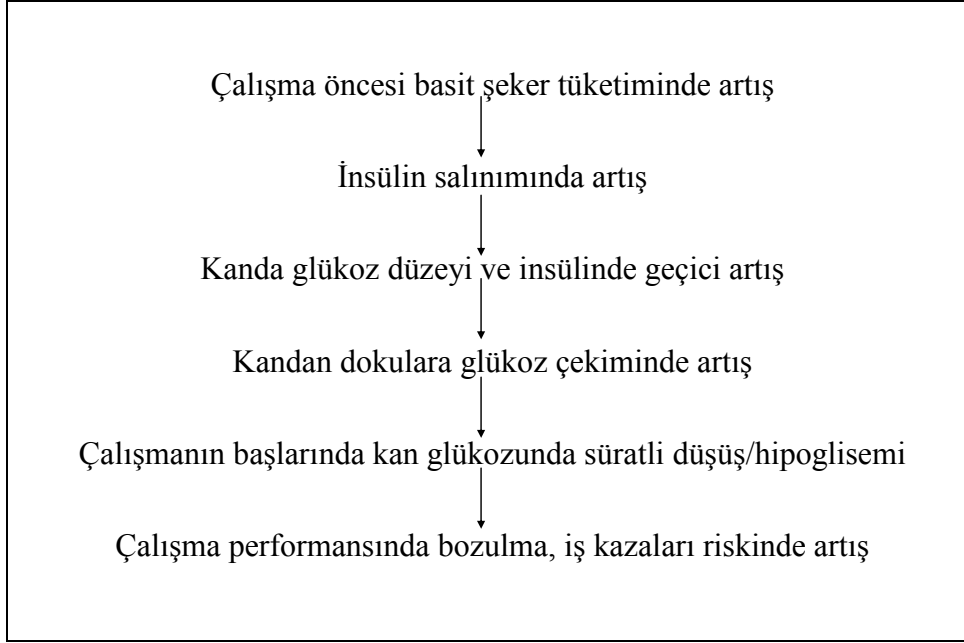 Çalışma öncesi basit şeker tüketiminde artış
İnsülin salınımında artış
Kanda glükoz düzeyi ve insülinde geçici artış
Kandan dokulara glükoz çekiminde artış
Çalışmanın başlarında kan glükozunda süratli düşüş/hipoglisemi
Çalışma performansında bozulma, iş kazaları riskinde artış